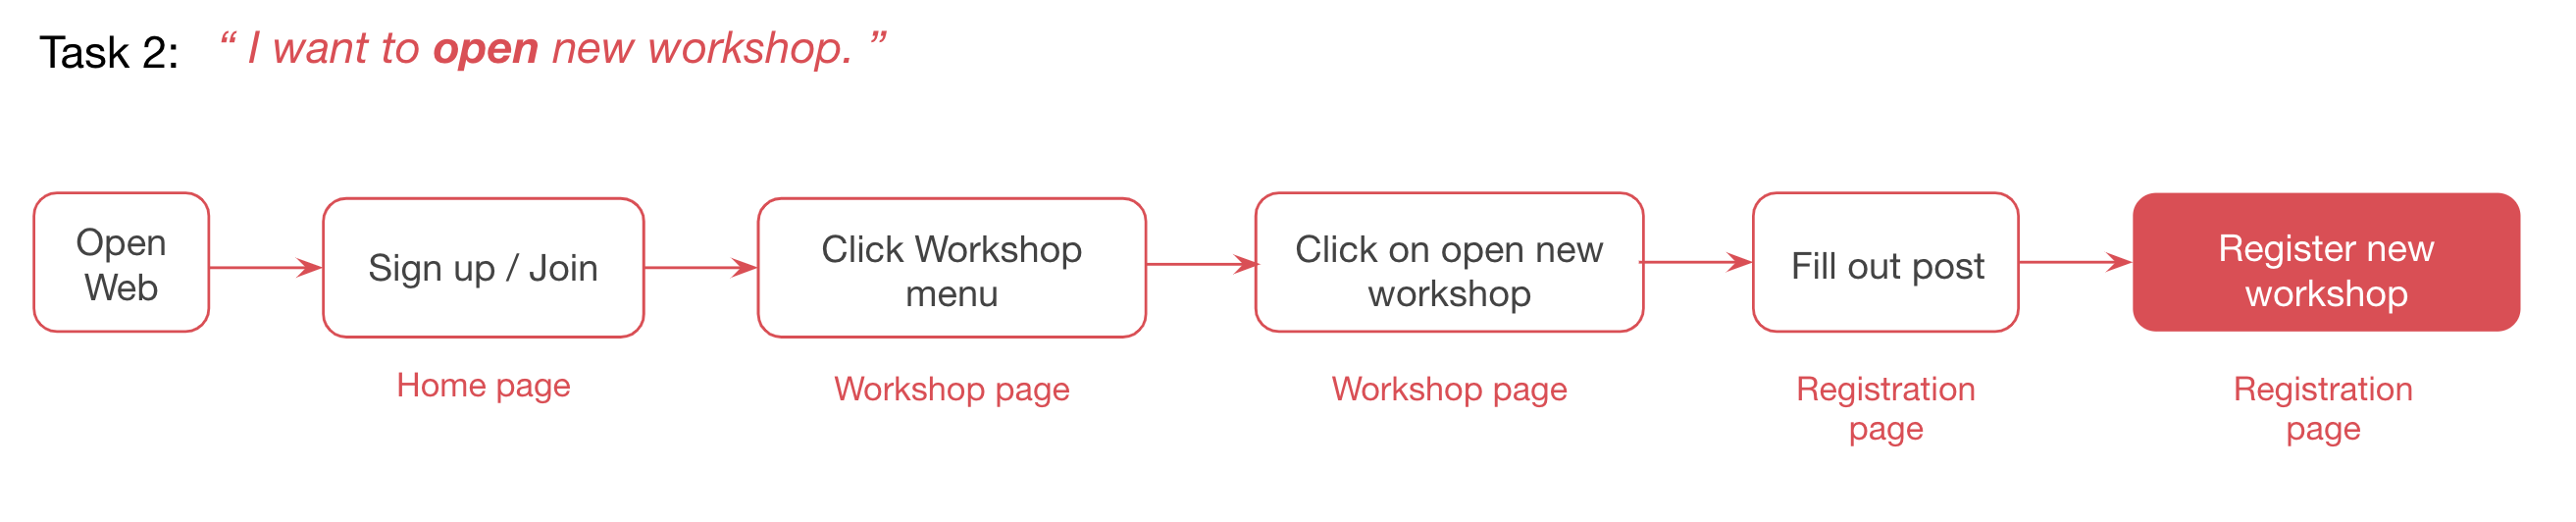 Task 2: “ I want to open new workshop. ”
Open
Web
Sign up / Join
Click Workshop
menu
Click on open new
workshop
Fill out post
Register new
workshop
Home page
Workshop page
Workshop page
Registration
page
Registration
page